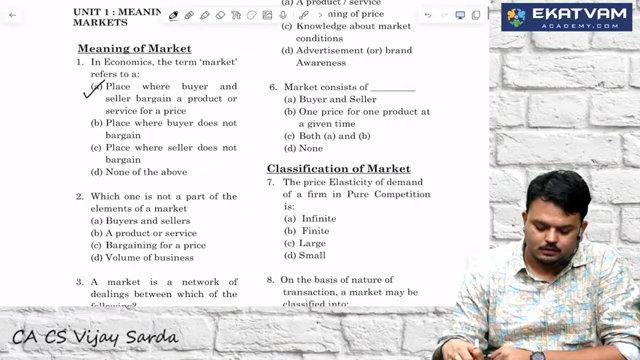 UNIT 1 : MEANIN
MARKETS
Meaning of Market
1. In Economics, the term ‘market’
refers to a:
(a) Place where buyer and
seller bargain a product or
service for a price
(b) Place where buyer does not
bargain
(c) Place where seller does not
bargain
(d) None of the above
2. Which one is not a part of the
elements of a market
(a) Buyers and sellers
(b) A product or service
(c) Bargaining for a price
(d) Volume of business
3. A market is a network of
dealings between which of the
following?
(a) A product / service
ning of price
(c) Knowledge about market
conditions
(d) Advertisement (or) brand
Awareness
6. Market consists of ________
(a) Buyer and Seller
(b) One price for one product at
a given time
(c) Both (a) and (b)
(d) None
Classification of Market
7. The price Elasticity of demand
of a firm in Pure Competition
is:
(a) Infinite
(b) Finite
(c) Large
(d) Small
8. On the basis of nature of
transaction, a market may be
classified into:
EKATVAM
ACADEMY.COM
CA CS Vijay Sarda